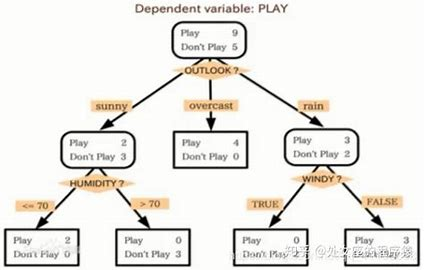 Dependent variable: PLAY
Play 9
Don't Play 5
OUTLOOK ?
sunny
overcast
rain
Play 2
Don't Play 3
Play 4
Don't Play 0
Play 3
Don't Play 2
HUMIDITY ?
WINDY ?
<= 70
> 70
TRUE
FALSE
Play 2
Don't Play 0
Play 0
Don't Play 3
Play 0
Don't Play 2
Play 3
Don't Play
知乎